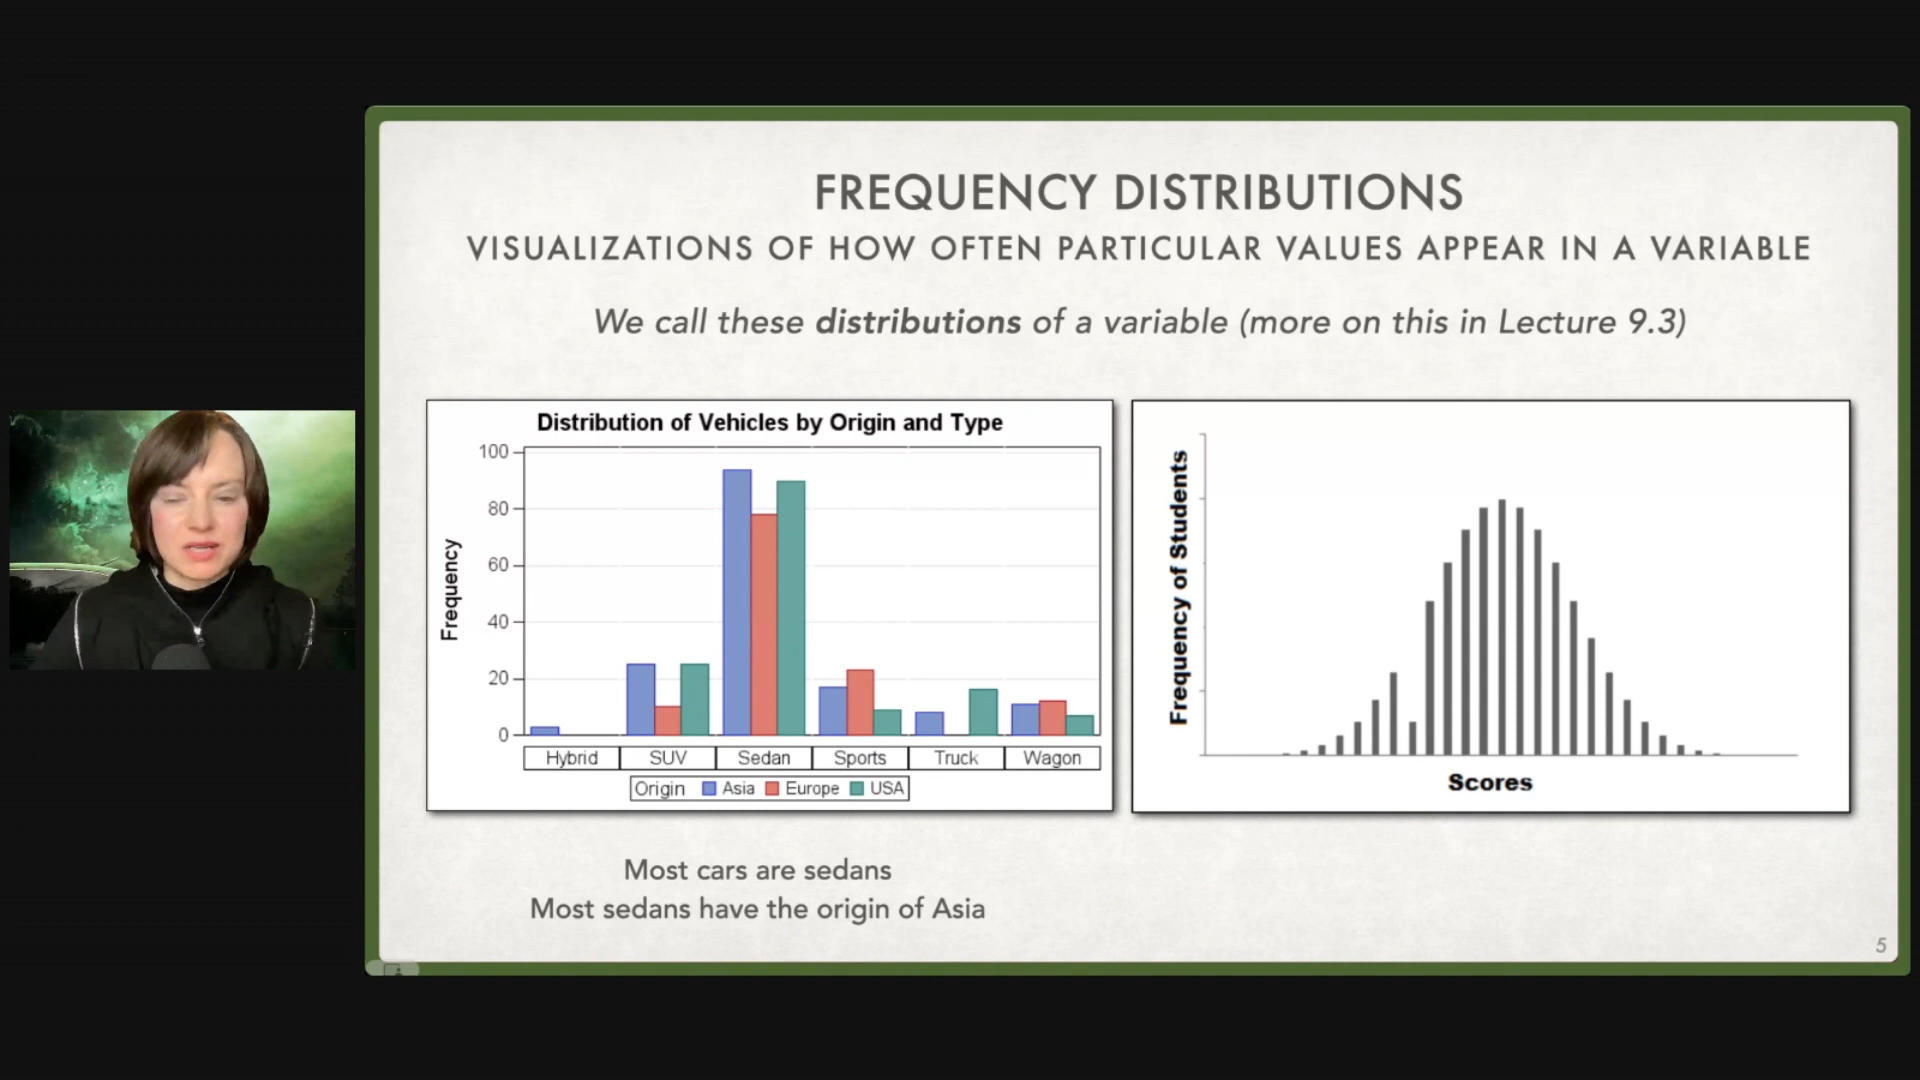 FREQUENCY DISTRIBUTIONS
VISUALIZATIONS OF HOW OFTEN PARTICULAR VALUES APPEAR IN A VARIABLE
We call these distributions of a variable (more on this in Lecture 9.3)
Distribution of Vehicles by Origin and Type
Frequency
100
80
60
40
20
0
Hybrid SUV Sedan Sports Truck Wagon
Origin Asia Europe USA
Frequency of Students
Scores
Most cars are sedans
Most sedans have the origin of Asia
5